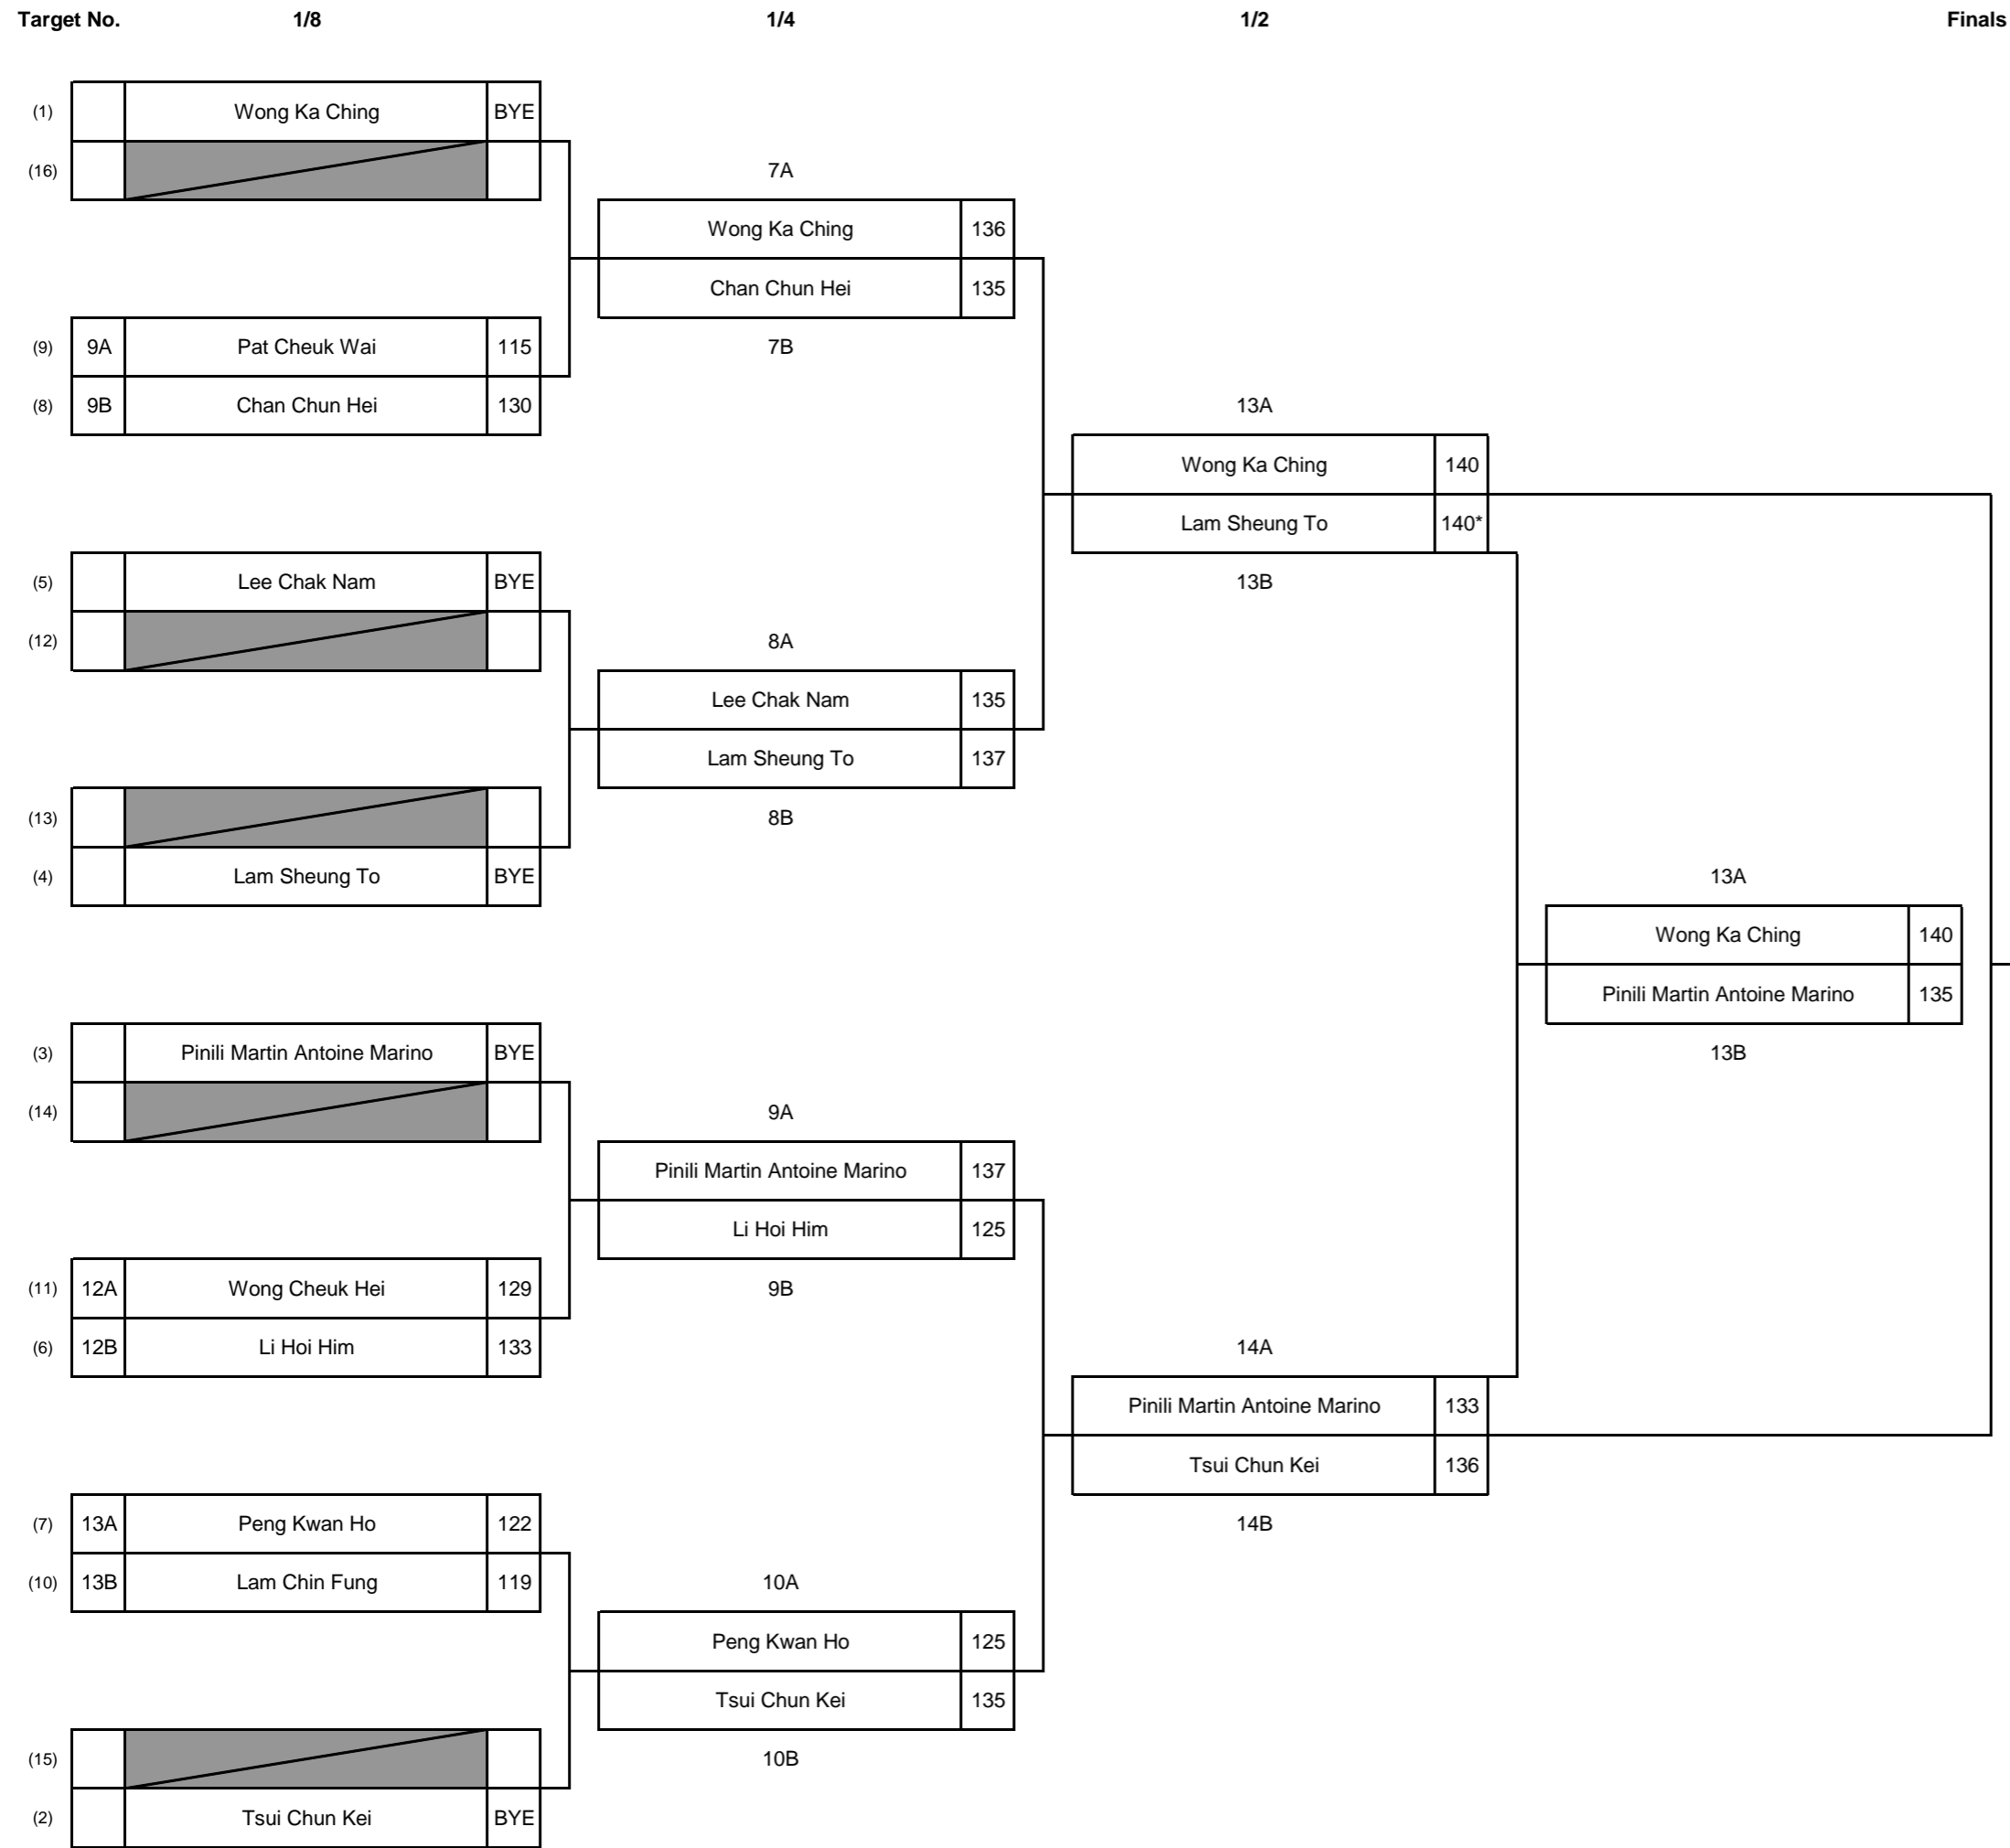 Target No. 1/8 1/4 1/2 Finals
(1) Wong Ka Ching BYE
(16) 7A
Wong Ka Ching 136
Chan Chun Hei 135
(9) 9A Pat Cheuk Wai 115 7B
(8) 9B Chan Chun Hei 130 13A
Wong Ka Ching 140
Lam Sheung To 140*
(5) Lee Chak Nam BYE 13B
(12) 8A
Lee Chak Nam 135
Lam Sheung To 137
(13) 8B
(4) Lam Sheung To BYE 13A
Wong Ka Ching 140
Pinili Martin Antoine Marino 135
(3) Pinili Martin Antoine Marino BYE 13B
(14) 9A
Pinili Martin Antoine Marino 137
Li Hoi Him 125
(11) 12A Wong Cheuk Hei 129 9B
(6) 12B Li Hoi Him 133 14A
Pinili Martin Antoine Marino 133
Tsui Chun Kei 136
(7) 13A Peng Kwan Ho 122 14B
(10) 13B Lam Chin Fung 119 10A
Peng Kwan Ho 125
Tsui Chun Kei 135
(15) 10B
(2) Tsui Chun Kei BYE